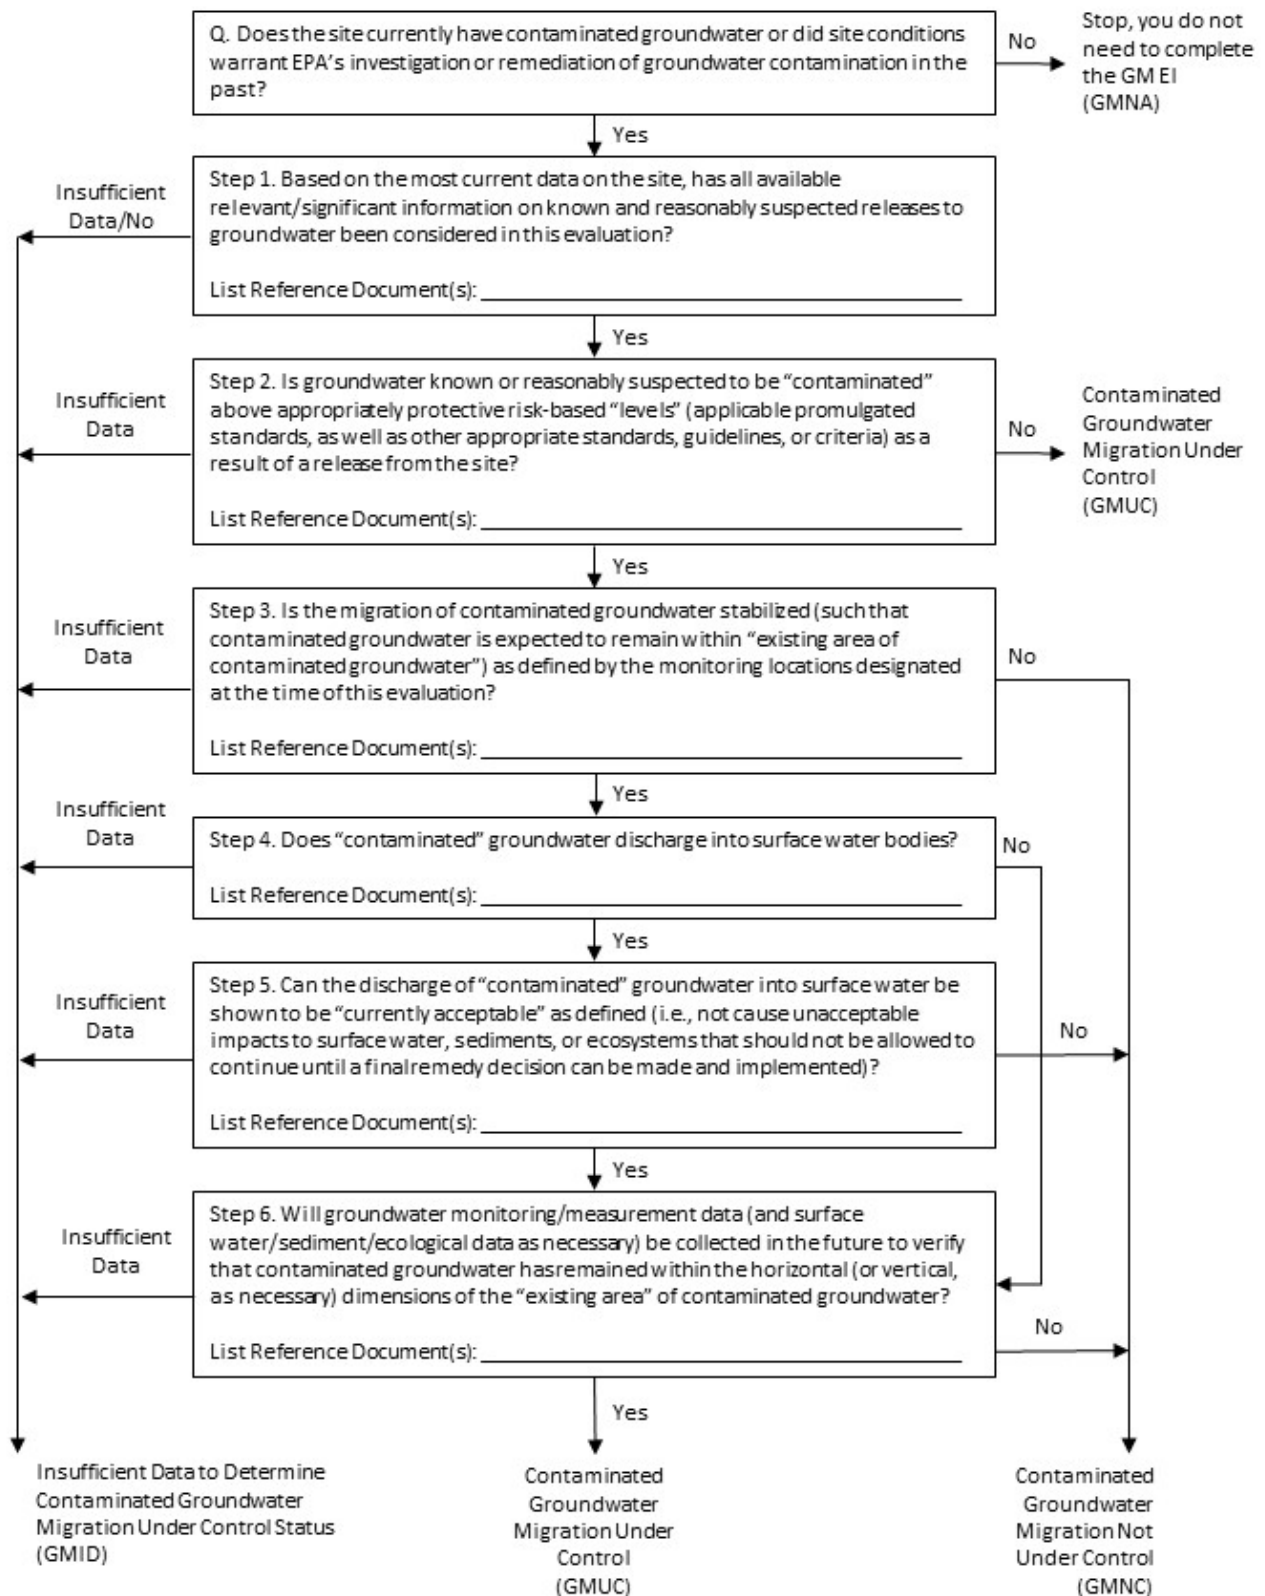 Q. Does the site currently have contaminated groundwater or did site conditions
warrant EPA's investigation or remediation of groundwater contamination in the
past?
No
Stop, you do not
need to complete
the GM EI
(GMNA)
Yes
Insufficient
Data/No
Step 1. Based on the most current data on the site, has all available
relevant/significant information on known and reasonably suspected releases to
groundwater been considered in this evaluation?
List Reference Document(s): ____________________
Yes
Insufficient
Data
Step 2. Is groundwater known or reasonably suspected to be “contaminated”
above appropriately protective risk-based “levels” (applicable promulgated
standards, as well as other appropriate standards, guidelines, or criteria) as a
result of a release from the site?
List Reference Document(s): ____________________
No
Contaminated
Groundwater
Migration Under
Control
(GMUC)
Yes
Insufficient
Data
Step 3. Is the migration of contaminated groundwater stabilized (such that
contaminated groundwater is expected to remain within “existing area of
contaminated groundwater”) as defined by the monitoring locations designated
at the time of this evaluation?
List Reference Document(s): ____________________
No
Yes
Insufficient
Data
Step 4. Does “contaminated” groundwater discharge into surface water bodies?
List Reference Document(s): ____________________
No
Yes
Insufficient
Data
Step 5. Can the discharge of “contaminated” groundwater into surface water be
shown to be “currently acceptable” as defined (i.e., not cause unacceptable
impacts to surface water, sediments, or ecosystems that should not be allowed to
continue until a final remedy decision can be made and implemented)?
List Reference Document(s): ____________________
No
Yes
Insufficient
Data
Step 6. Will groundwater monitoring/measurement data (and surface
water/sediment/ecological data as necessary) be collected in the future to verify
that contaminated groundwater has remained within the horizontal (or vertical,
as necessary) dimensions of the “existing area” of contaminated groundwater?
List Reference Document(s): ____________________
No
Yes
Insufficient Data to Determine
Contaminated Groundwater
Migration Under Control Status
(GMID)
Contaminated
Groundwater
Migration Under
Control
(GMUC)
Contaminated
Groundwater
Migration Not
Under Control
(GMNC)